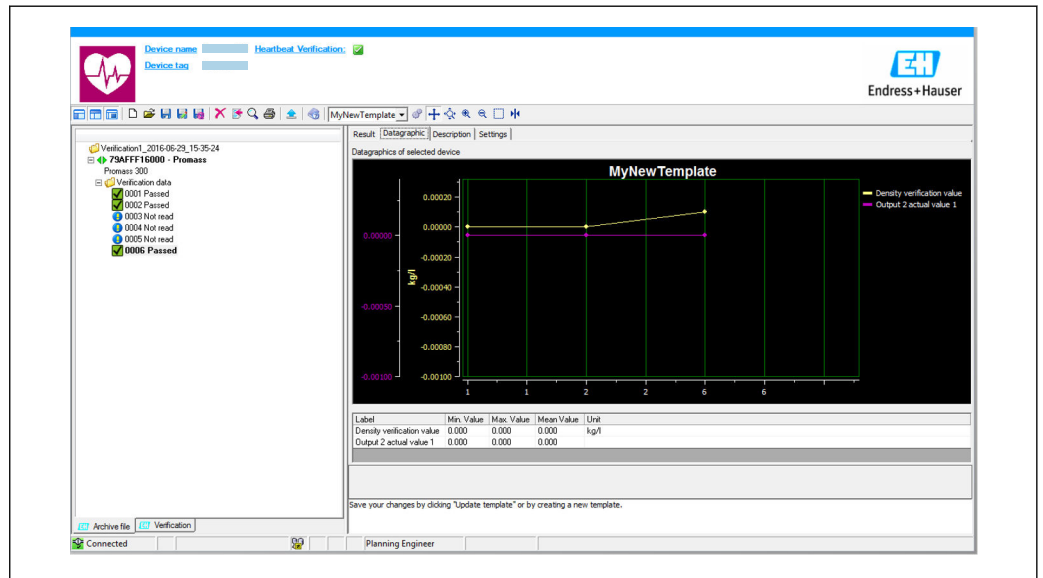 Device name Heartbeat Verification:
Device tag
EH
Endress+Hauser
MyNewTemplate
Verification1_2016-06-29_15-35-24
79AFFF16000 - Promass
Promass 300
Verification data
0001 Passed
0002 Passed
0003 Not read
0004 Not read
0005 Not read
0006 Passed
Archive file Verification
Result Datagraphic Description Settings
Datagraphics of selected device
MyNewTemplate
0.00000
-0.00050
-0.00100
kg/l
0.00020
0.00000
-0.00020
-0.00040
-0.00060
-0.00080
-0.00100
1 1 2 2 6 6
Density verification value
Output 2 actual value 1
Label Min. Value Max. Value Mean Value Unit
Density verification value 0.000 0.000 0.000 kg/l
Output 2 actual value 1 0.000 0.000 0.000
Save your changes by clicking "Update template" or by creating a new template.
Connected Planning Engineer